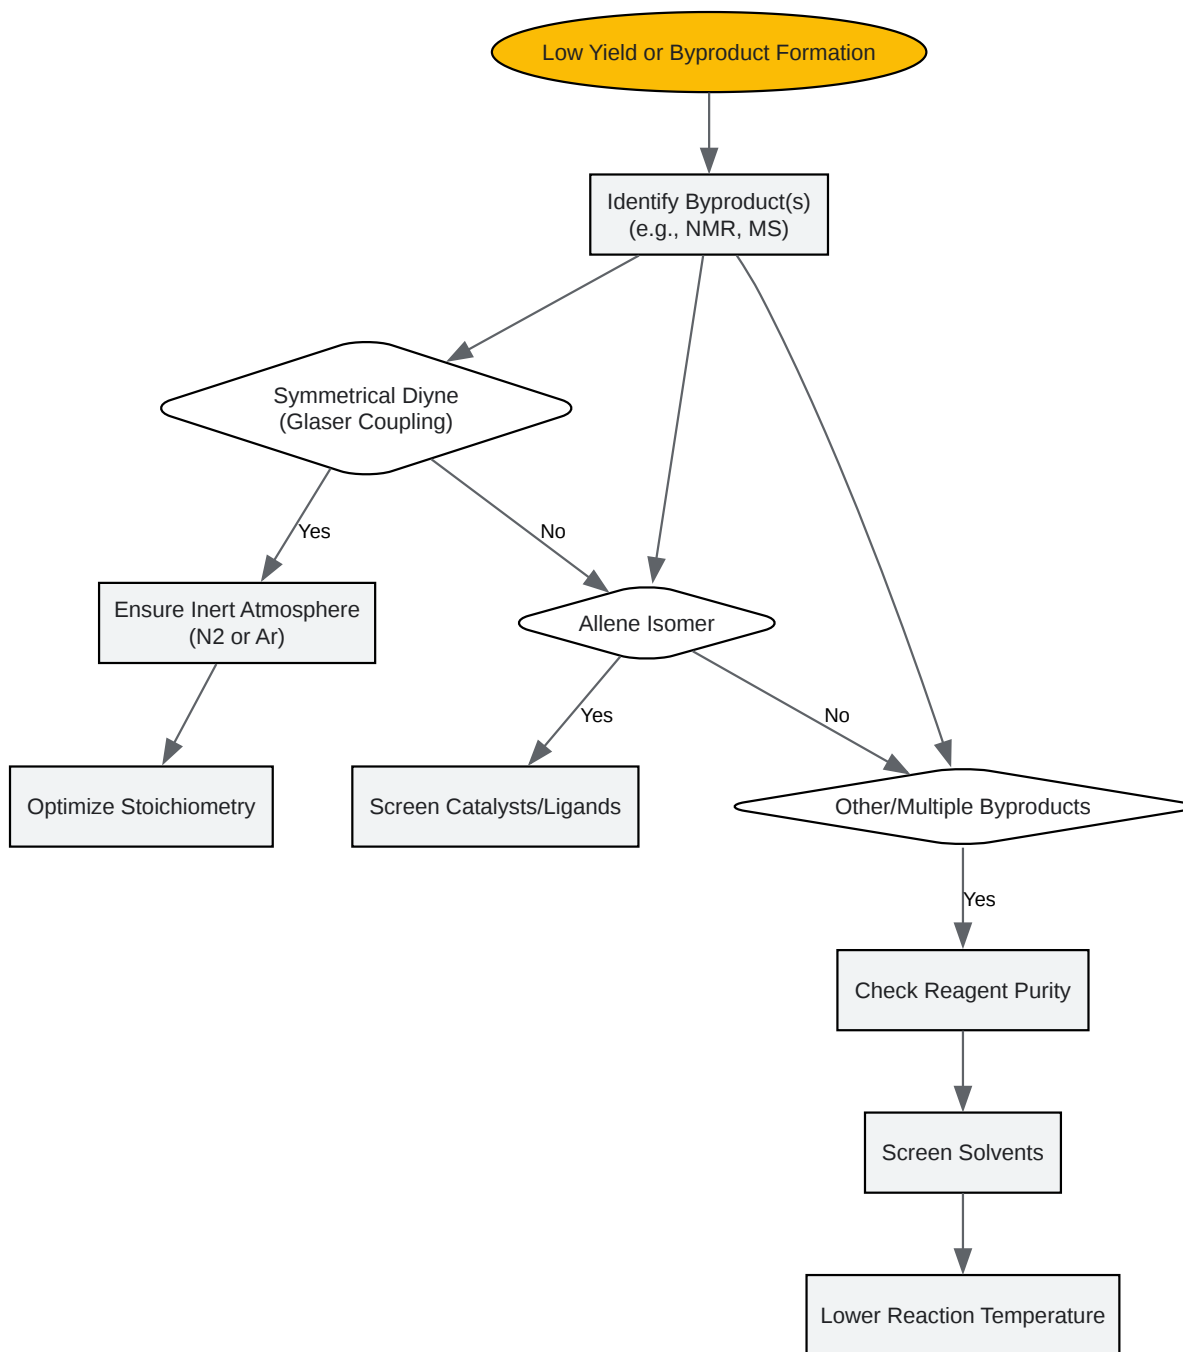 Low Yield or Byproduct Formation
Identify Byproduct(s)
(e.g., NMR, MS)
Symmetrical Diyne
(Glaser Coupling)
Yes
No
Ensure Inert Atmosphere
(N2 or Ar)
Allene Isomer
Yes
No
Optimize Stoichiometry
Screen Catalysts/Ligands
Other/Multiple Byproducts
Yes
Check Reagent Purity
Screen Solvents
Lower Reaction Temperature